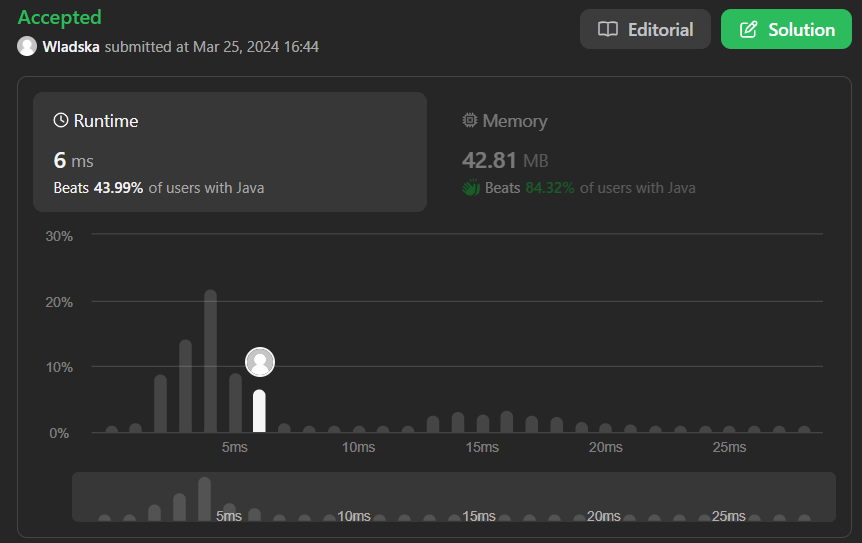 Accepted
Editorial
Solution
Wladska submitted at Mar 25, 2024 16:44
Runtime
Memory
6 ms
42.81 MB
Beats 43.99% of users with Java
Beats 84.32% of users with Java
30%
20%
10%
0%
5ms 10ms 15ms 20ms 25ms
5ms 10ms 15ms 20ms 25ms